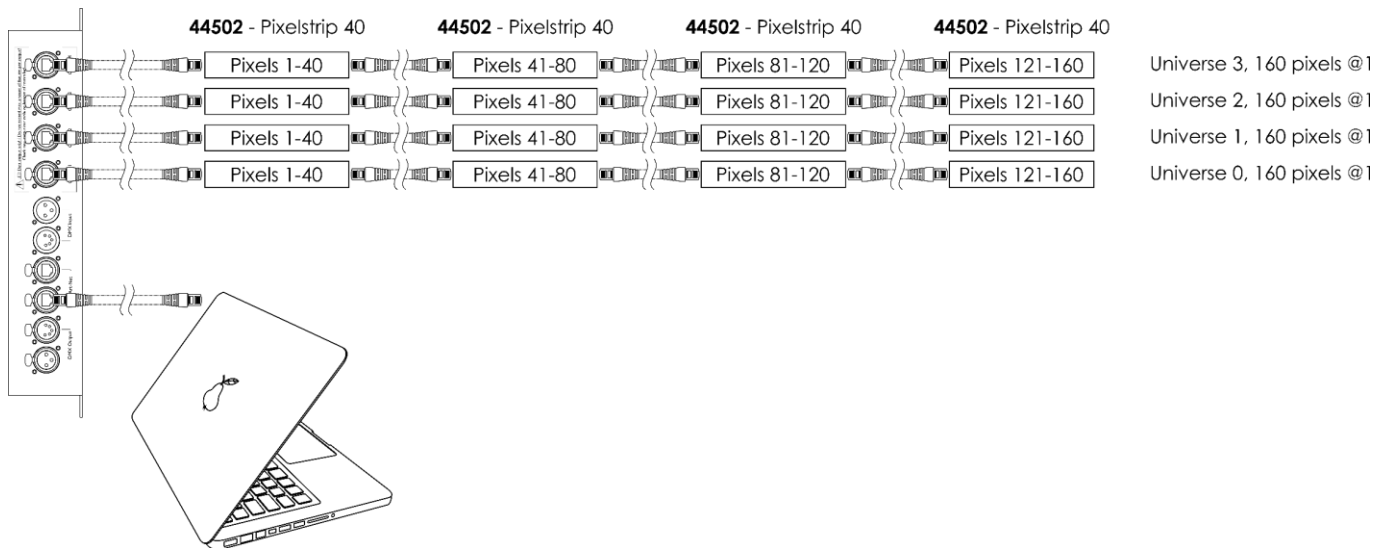 44502 - Pixelstrip 40 44502 - Pixelstrip 40 44502 - Pixelstrip 40 44502 - Pixelstrip 40
Pixels 1-40 Pixels 41-80 Pixels 81-120 Pixels 121-160 Universe 3, 160 pixels @1
Pixels 1-40 Pixels 41-80 Pixels 81-120 Pixels 121-160 Universe 2, 160 pixels @1
Pixels 1-40 Pixels 41-80 Pixels 81-120 Pixels 121-160 Universe 1, 160 pixels @1
Pixels 1-40 Pixels 41-80 Pixels 81-120 Pixels 121-160 Universe 0, 160 pixels @1
DMX Input
DMX Output